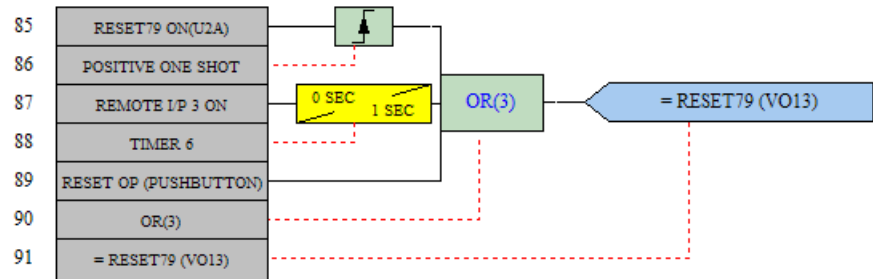 85 RESET79 ON(U2A)
86 POSITIVE ONE SHOT
87 REMOTE I/P 3 ON 0 SEC 1 SEC OR(3) = RESET79 (VO13)
88 TIMER 6
89 RESET OP (PUSHBUTTON)
90 OR(3)
91 = RESET79 (VO13)